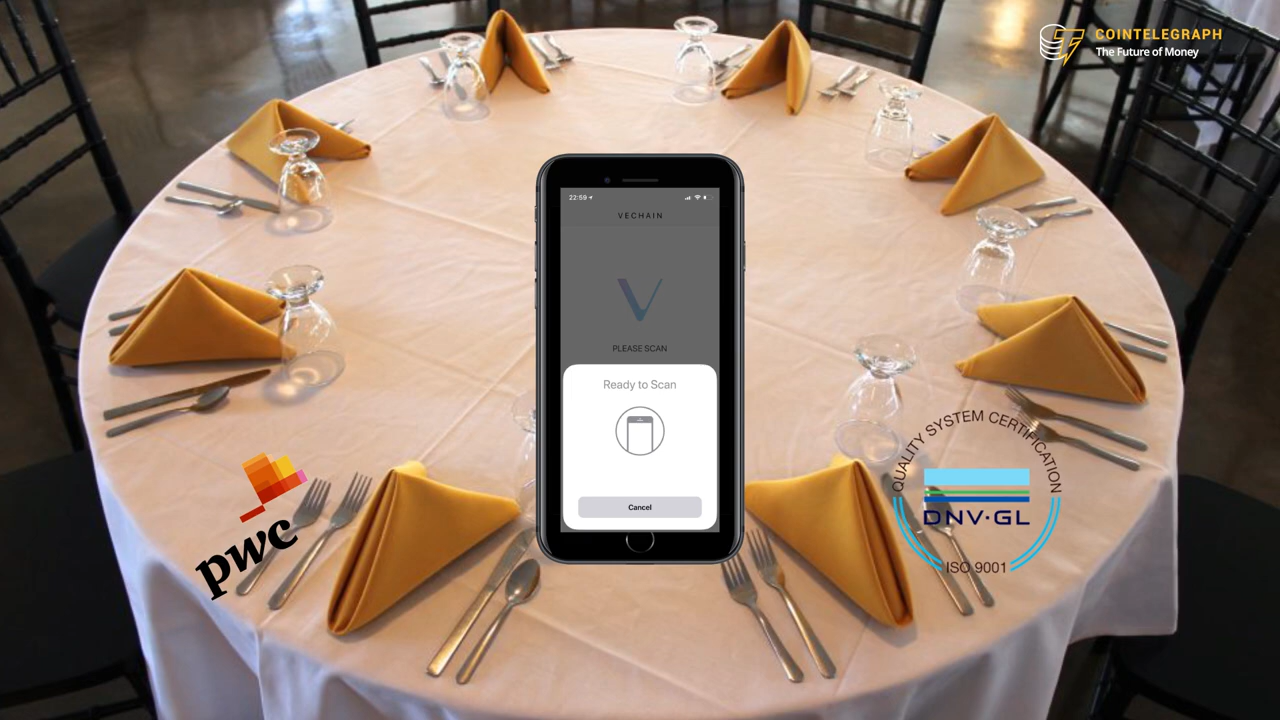 COINTELEGRAPH
The Future of Money
22:59
VECHAIN
PLEASE SCAN
Ready to Scan
Cancel
pwc
QUALITY SYSTEM CERTIFICATION
DNV·GL
ISO 9001